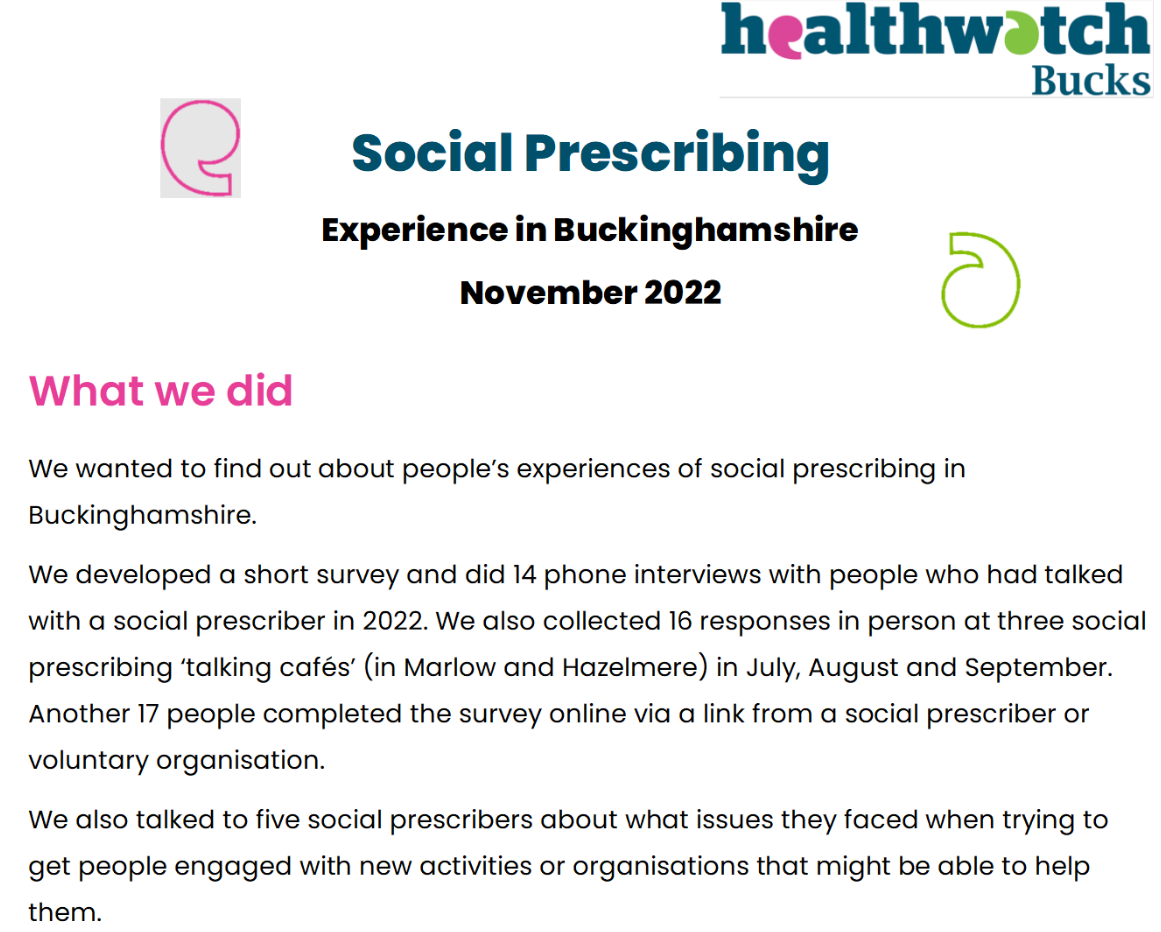 healthwatch
Bucks
Social Prescribing
Experience in Buckinghamshire
November 2022
What we did
We wanted to find out about people’s experiences of social prescribing in
Buckinghamshire.
We developed a short survey and did 14 phone interviews with people who had talked
with a social prescriber in 2022. We also collected 16 responses in person at three social
prescribing ‘talking cafés’ (in Marlow and Hazelmere) in July, August and September.
Another 17 people completed the survey online via a link from a social prescriber or
voluntary organisation.
We also talked to five social prescribers about what issues they faced when trying to
get people engaged with new activities or organisations that might be able to help
them.